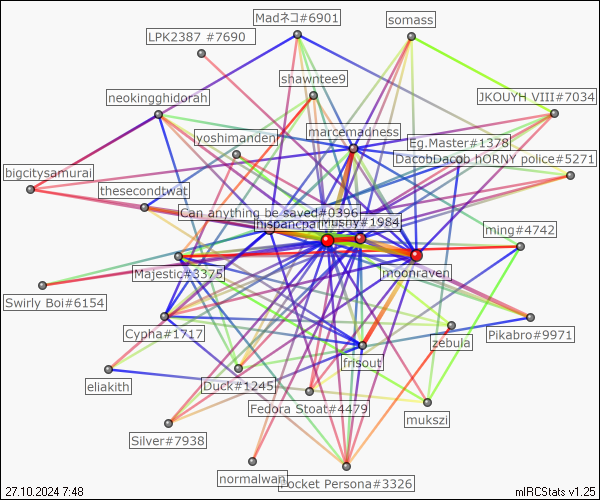 Madネコ#6901
somass
LPK2387 #7690
shawntee9
JKOUYH VIII#7034
neokingghidorah
marcemadness
yoshimanden
Eg.Master#1378
DacobDacob hORNY police#5271
bigcitysamurai
thesecondtwat
Can anything be saved#0396
hispancpa
Mushy#1984
ming#4742
Majestic#3375
moonraven
Swirly Boi#6154
Cypha#1717
Pikabro#9971
zebula
frisout
eliakith
Duck#1245
Fedora Stoat#4479
mukszi
Silver#7938
normalwan
Pocket Persona#3326
27.10.2024 7:48
mIRCStats v1.25